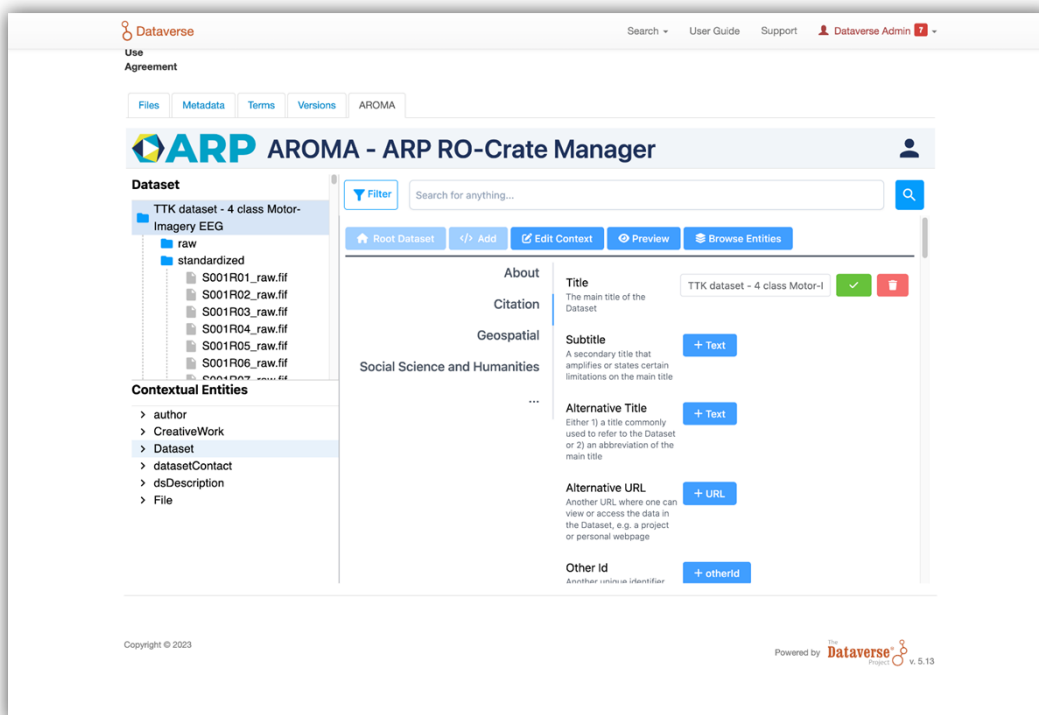 Dataverse
Search
User Guide
Support
Dataverse Admin 7
Use
Agreement
Files
Metadata
Terms
Versions
AROMA
ARP AROMA - ARP RO-Crate Manager
Dataset
TTK dataset - 4 class Motor-
Imagery EEG
raw
standardized
S001R01_raw.fif
S001R02_raw.fif
S001R03_raw.fif
S001R04_raw.fif
S001R05_raw.fif
S001R06_raw.fif
S001R07_raw.fif
Contextual Entities
author
CreativeWork
Dataset
datasetContact
dsDescription
File
Filter
Search for anything...
Root Dataset
</> Add
Edit Context
Preview
Browse Entities
About
Citation
Geospatial
Social Science and Humanities
...
Title
The main title of the
Dataset
TTK dataset - 4 class Motor-I
Subtitle
A secondary title that
amplifies or states certain
limitations on the main title
+ Text
Alternative Title
Either 1) a title commonly
used to refer to the Dataset
or 2) an abbreviation of the
main title
+ Text
Alternative URL
Another URL where one can
view or access the data in
the Dataset, e.g. a project
or personal webpage
+ URL
Other Id
Another unique identifier
+ otherId
Copyright © 2023
Powered by
The
Dataverse®
Project
v. 5.13